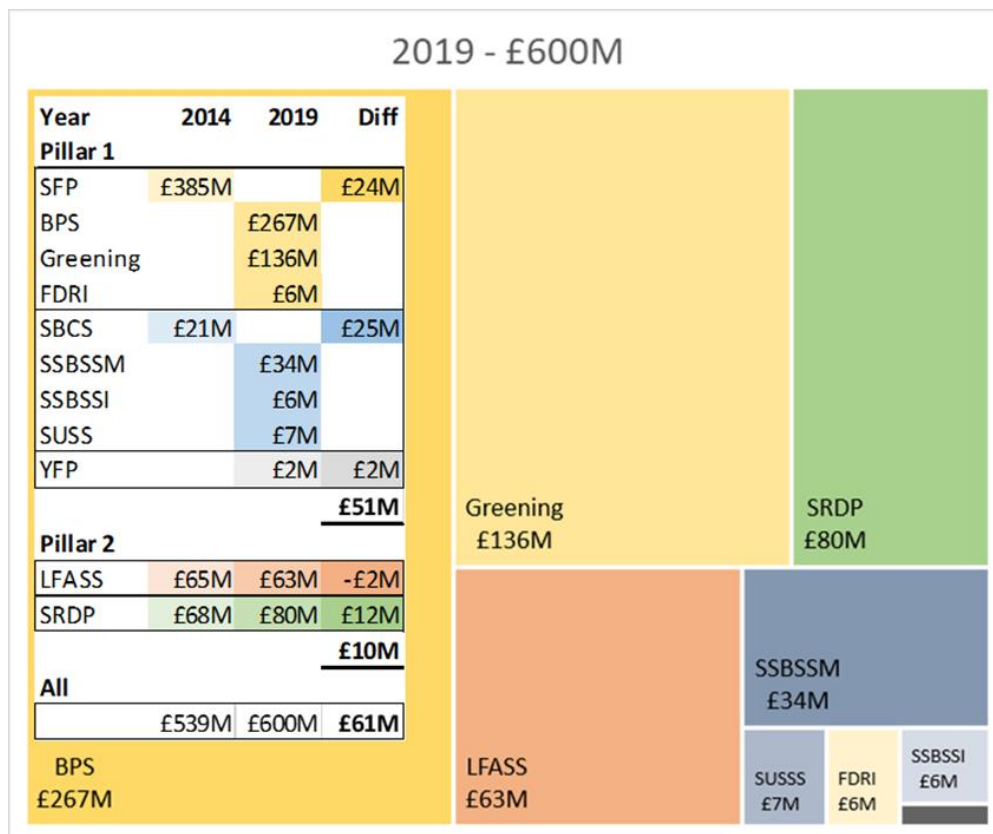 2019 - £600M
Year 2014 2019 Diff
Pillar 1
SFP £385M £24M
BPS £267M
Greening £136M
FDRI £6M
SBCS £21M £25M
SSBSSM £34M
SSBSSI £6M
SUSS £7M
YFP £2M £2M
£51M
Pillar 2
LFASS £65M £63M -£2M
SRDP £68M £80M £12M
£10M
All
£539M £600M £61M
BPS
£267M
Greening
£136M
SRDP
£80M
LFASS
£63M
SSBSSM
£34M
SUSSS
£7M
FDRI
£6M
SSBSSI
£6M